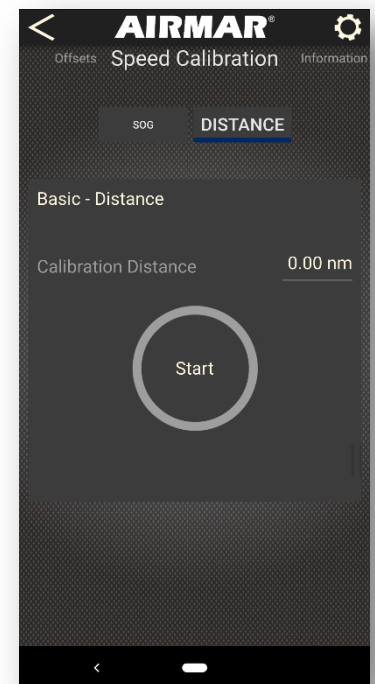 AIRMAR®
Offsets Speed Calibration Information
SOG DISTANCE
Basic - Distance
Calibration Distance 0.00 nm
Start